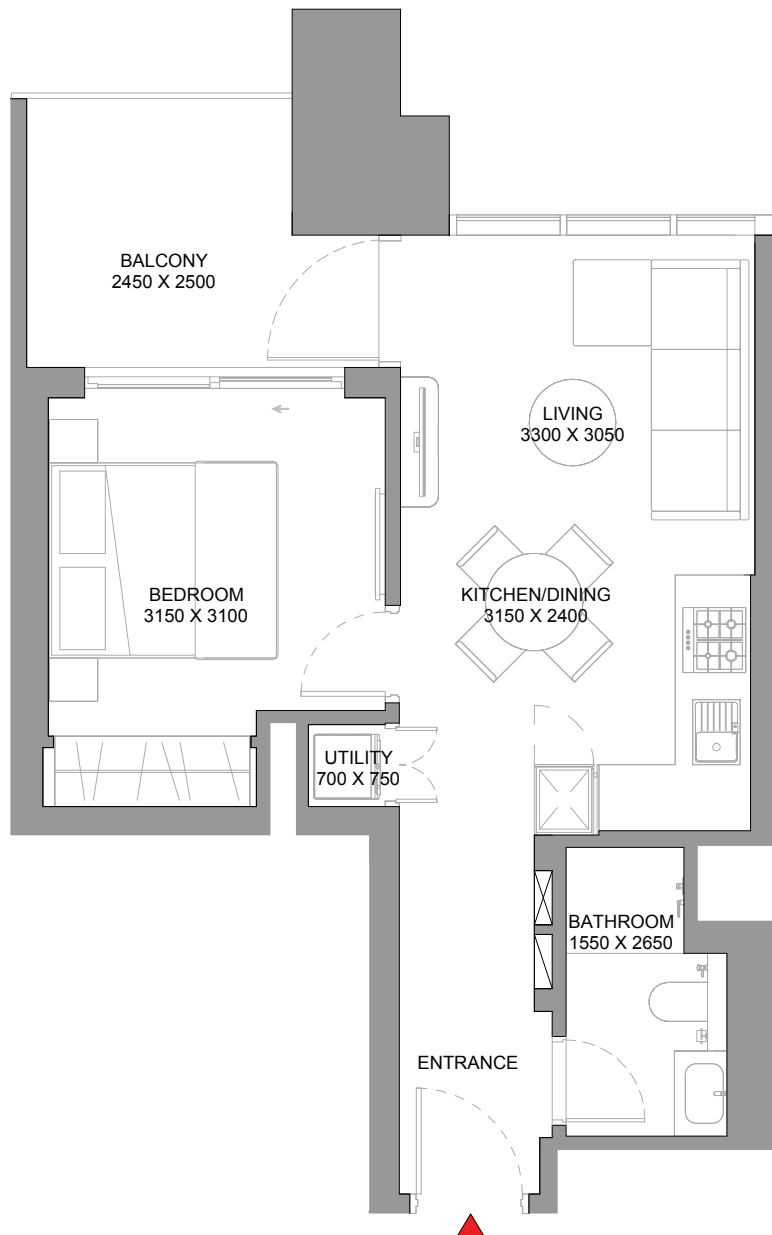 BALCONY
2450 X 2500
LIVING
3300 X 3050
BEDROOM
3150 X 3100
KITCHEN/DINING
3150 X 2400
UTILITY
700 X 750
BATHROOM
1550 X 2650
ENTRANCE